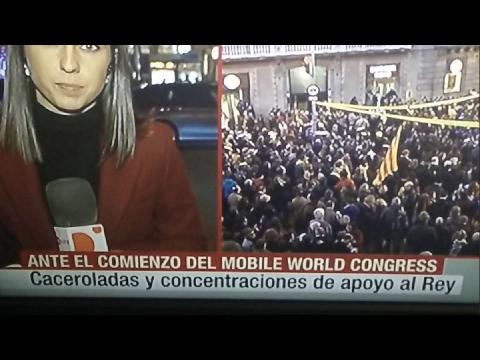 ANTE EL COMIENZO DEL MOBILE WORLD CONGRESS
Caceroladas y concentraciones de apoyo al Rey